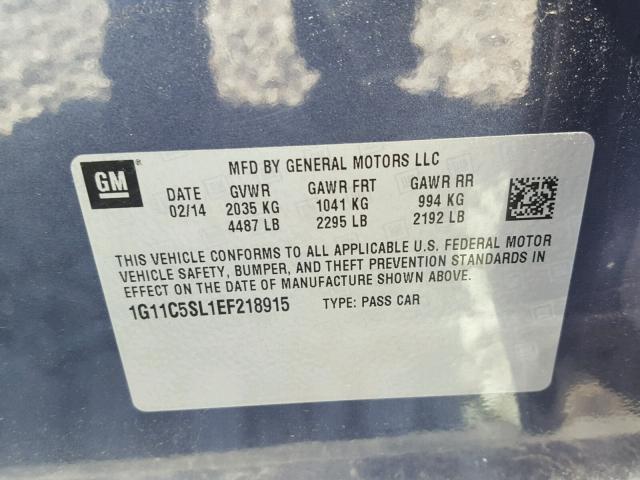 GM
MFD BY GENERAL MOTORS LLC
DATE GVWR GAWR FRT GAWR RR
02/14 2035 KG 1041 KG 994 KG
4487 LB 2295 LB 2192 LB
THIS VEHICLE CONFORMS TO ALL APPLICABLE U.S. FEDERAL MOTOR
VEHICLE SAFETY, BUMPER, AND THEFT PREVENTION STANDARDS IN
EFFECT ON THE DATE OF MANUFACTURE SHOWN ABOVE.
1G11C5SL1EF218915 TYPE: PASS CAR